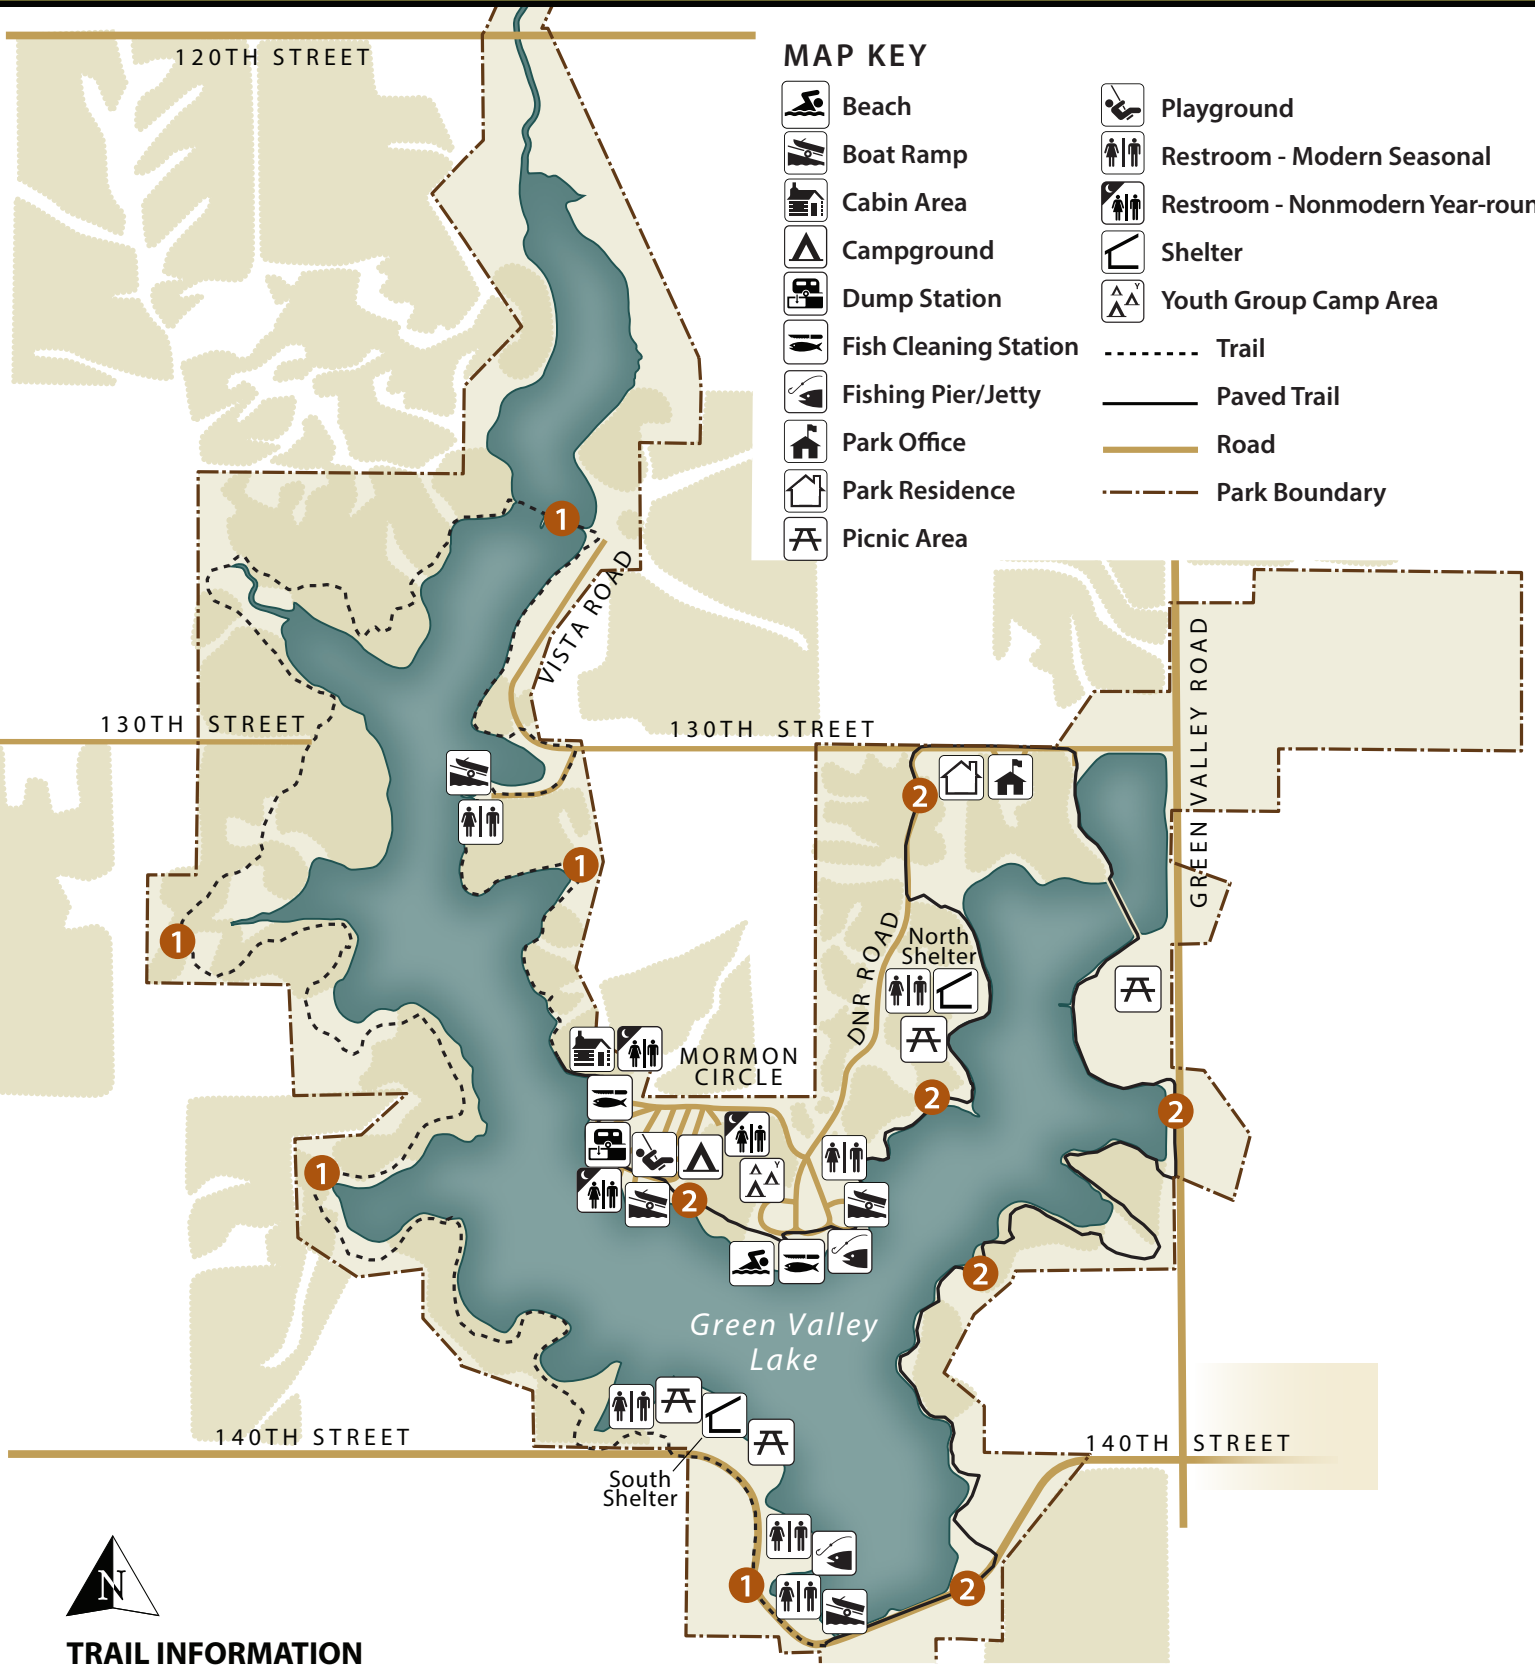 120TH STREET
MAP KEY
Beach
Boat Ramp
Cabin Area
Campground
Dump Station
Fish Cleaning Station
Fishing Pier/Jetty
Park Office
Park Residence
Picnic Area
Playground
Restroom - Modern Seasonal
Restroom - Nonmodern Year-roun
Shelter
Y
Youth Group Camp Area
Trail
Paved Trail
Road
Park Boundary
1
VISTA ROAD
GREEN VALLEY ROAD
130TH STREET
130TH STREET
2
1
1
DNR ROAD
North
Shelter
MORMON
CIRCLE
2
2
1
Y
2
2
Green Valley
Lake
140TH STREET
140TH STREET
South
Shelter
1
2
N
TRAIL INFORMATION